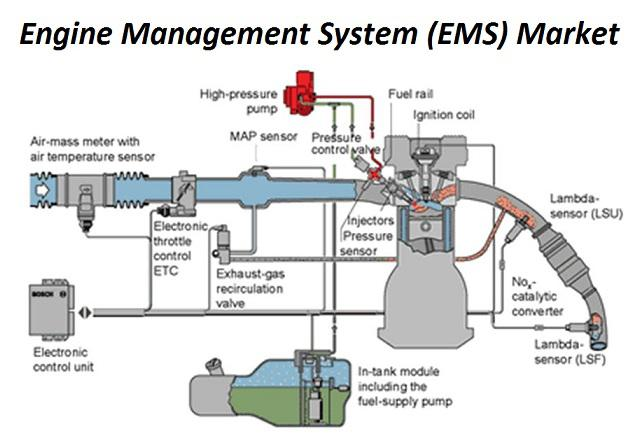 Engine Management System (EMS) Market
High-pressure
pump
Fuel rail
Ignition coil
Air-mass meter with
air temperature sensor
MAP sensor
Pressure
control valve
Lambda-
sensor (LSU)
Injectors
Pressure
sensor
Electronic
throttle
control
ETC
Exhaust-gas
recirculation
valve
Noₓ-
catalytic
converter
BOSCH
Electronic
control unit
Lambda-
sensor (LSF)
In-tank module
including the
fuel-supply pump